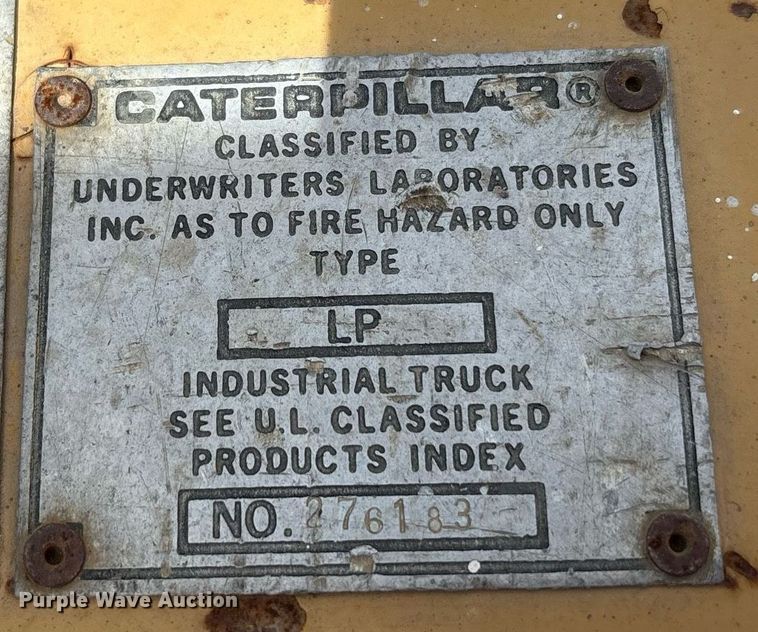 CATERPILLAR®
CLASSIFIED BY
UNDERWRITERS LABORATORIES
INC. AS TO FIRE HAZARD ONLY
TYPE
LP
INDUSTRIAL TRUCK
SEE U.L. CLASSIFIED
PRODUCTS INDEX
NO. 276183
Purple Wave Auction